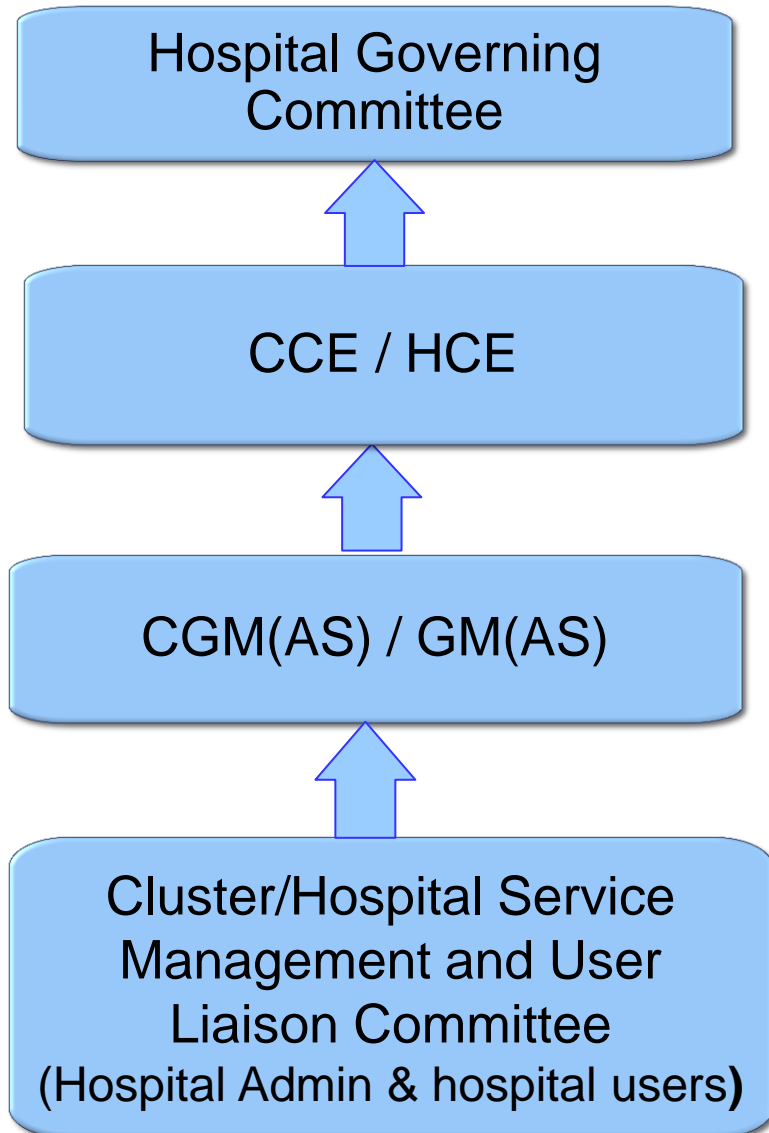 Hospital Governing
Committee
CCE / HCE
CGM(AS) / GM(AS)
Cluster/Hospital Service
Management and User
Liaison Committee
(Hospital Admin & hospital users)